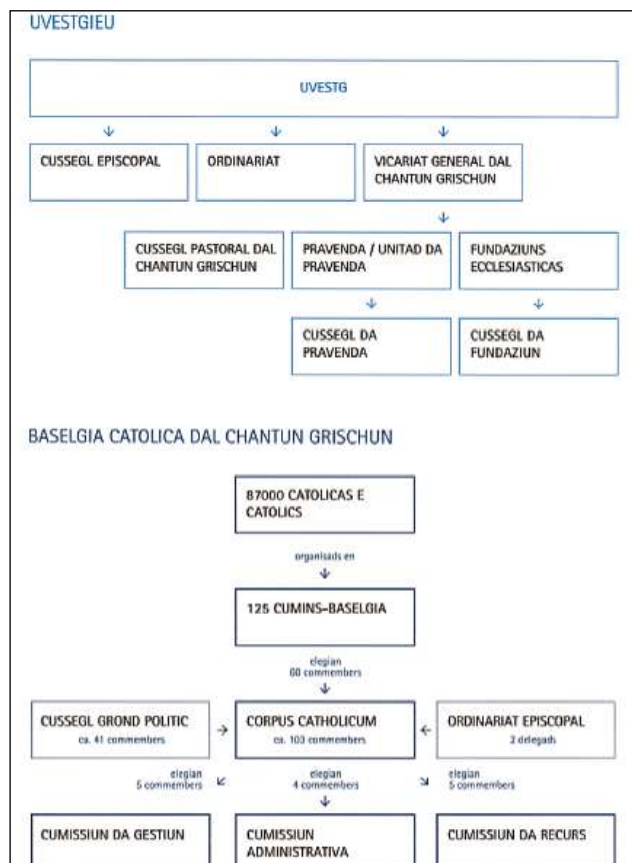 UVESTGIEU
UVESTG
CUSSEGL EPISCOPAL
ORDINARIAT
VICARIAT GENERAL DAL
CHANTUN GRISCHUN
CUSSEGL PASTORAL DAL
CHANTUN GRISCHUN
PRAVENDA / UNITAD DA
PRAVENDA
FUNDAZIUNS
ECCLESIASTICAS
CUSSEGL DA
PRAVENDA
CUSSEGL DA
FUNDAZIUN
BASELGIA CATOLICA DAL CHANTUN GRISCHUN
87000 CATOLICAS E
CATOLICS
organisads en
125 CUMINS-BASELGIA
elegian
60 commembers
CUSSEGL GROND POLITIC
ca. 41 commembers
CORPUS CATHOLICUM
ca. 103 commembers
ORDINARIAT EPISCOPAL
2 delegads
elegian
5 commembers
elegian
4 commembers
elegian
5 commembers
CUMISSIUN DA GESTIUN
CUMISSIUN
ADMINISTRATIVA
CUMISSIUN DA RECURS